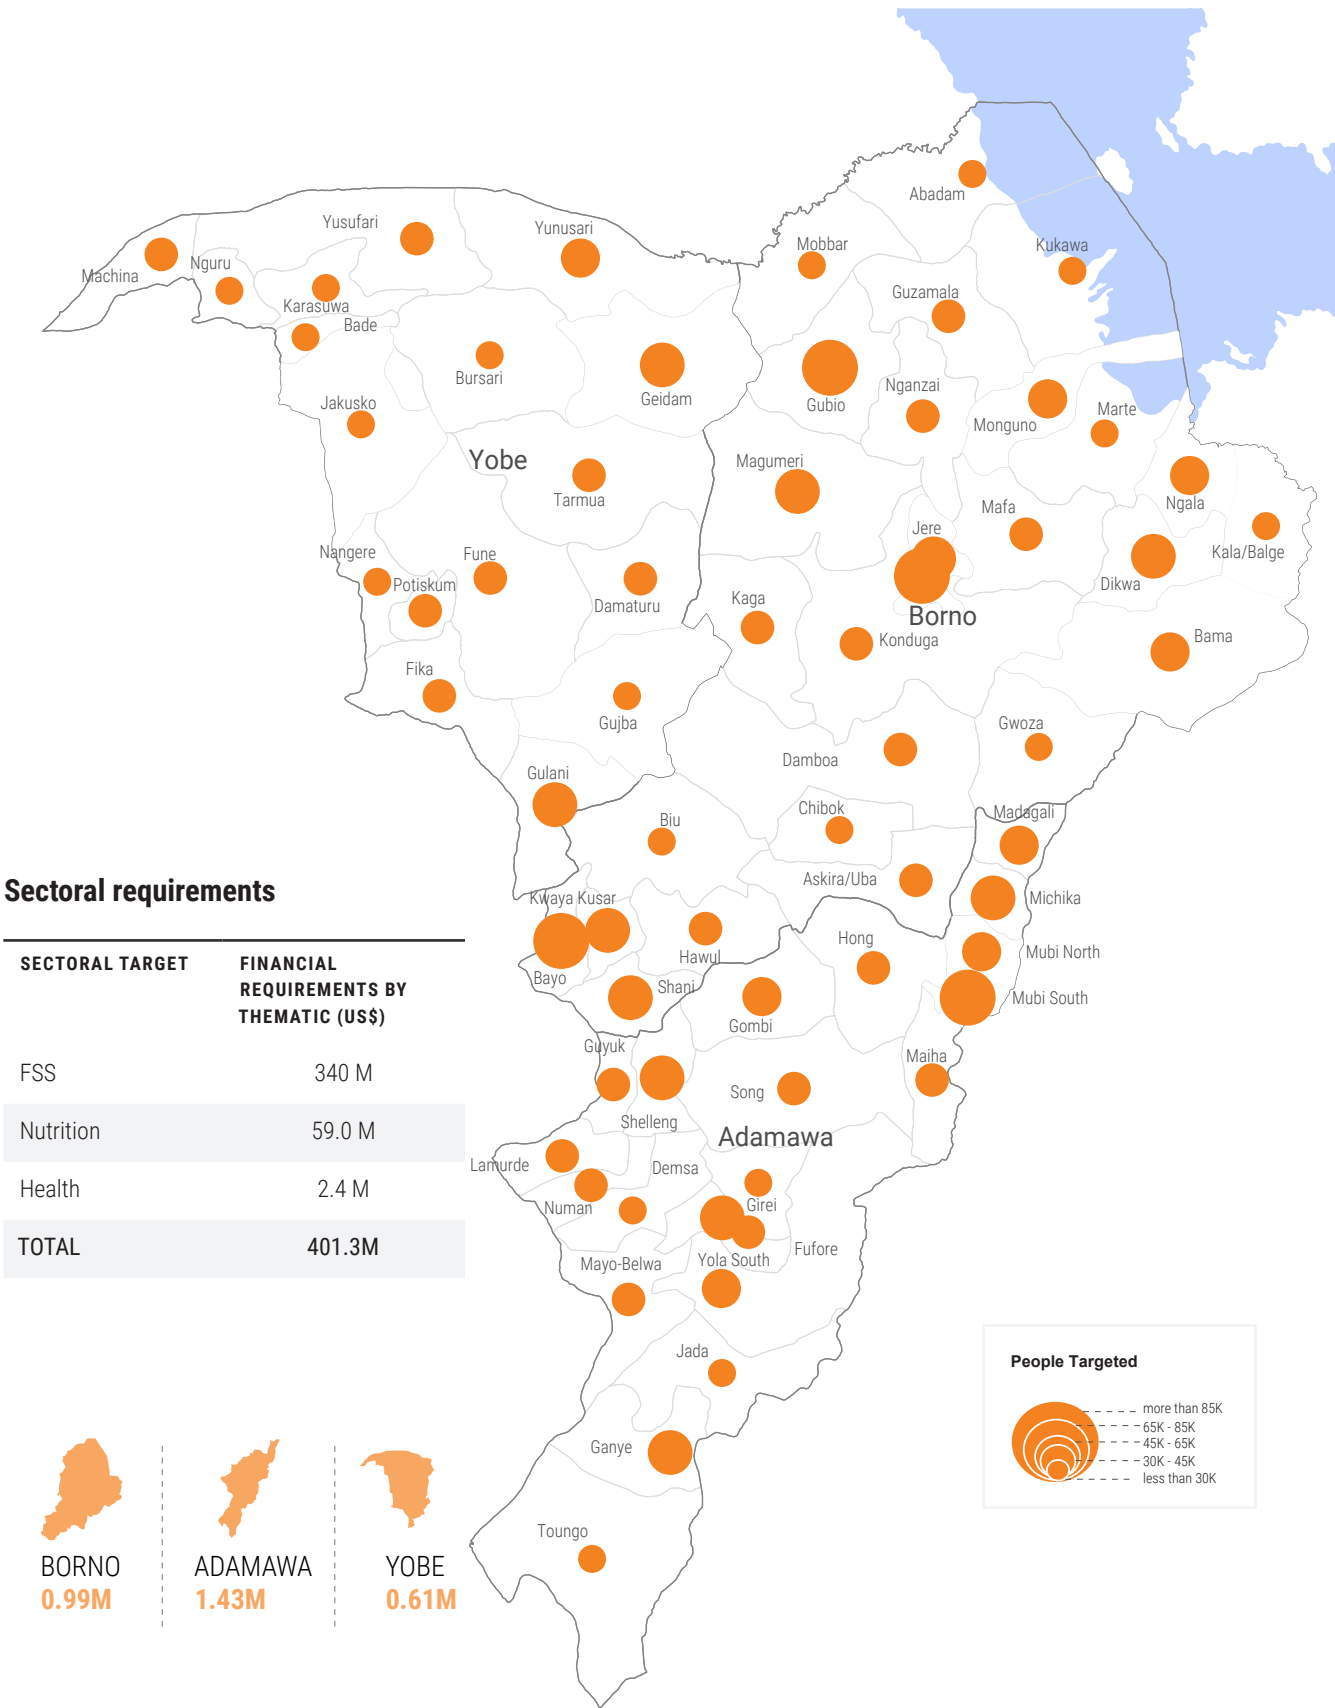 Abadam
Yusufari
Yunusari
Mobbar
Kukawa
Machina
Nguru
Guzamala
Karasuwa
Bade
Bursari
Geidam
Nganzai
Jakusko
Gubio
Monguno
Marte
Yobe
Magumeri
Tarmua
Ngala
Mafa
Jere
Nangere
Fune
Kala/Balge
Potiskum
Dikwa
Damaturu
Kaga
Borno
Konduga
Bama
Fika
Gujba
Gwoza
Damboa
Gulani
Chibok
Madagali
Biu
Askira/Uba
Sectoral requirements
Kwaya Kusar
Michika
Hong
Mubi North
Hawul
SECTORAL TARGET
FINANCIAL
REQUIREMENTS BY
THEMATIC (US$)
Bayo
Shani
Mubi South
Gombi
Guyuk
Maiha
FSS
340 M
Song
Shelleng
Nutrition
59.0 M
Adamawa
Lamurde
Demsa
Health
2.4 M
Numan
Girei
TOTAL
401.3M
Fufore
Mayo-Belwa
Yola South
Jada
People Targeted
more than 85K
65K - 85K
45K - 65K
30K - 45K
less than 30K
Ganye
Toungo
BORNO
0.99M
ADAMAWA
1.43M
YOBE
0.61M